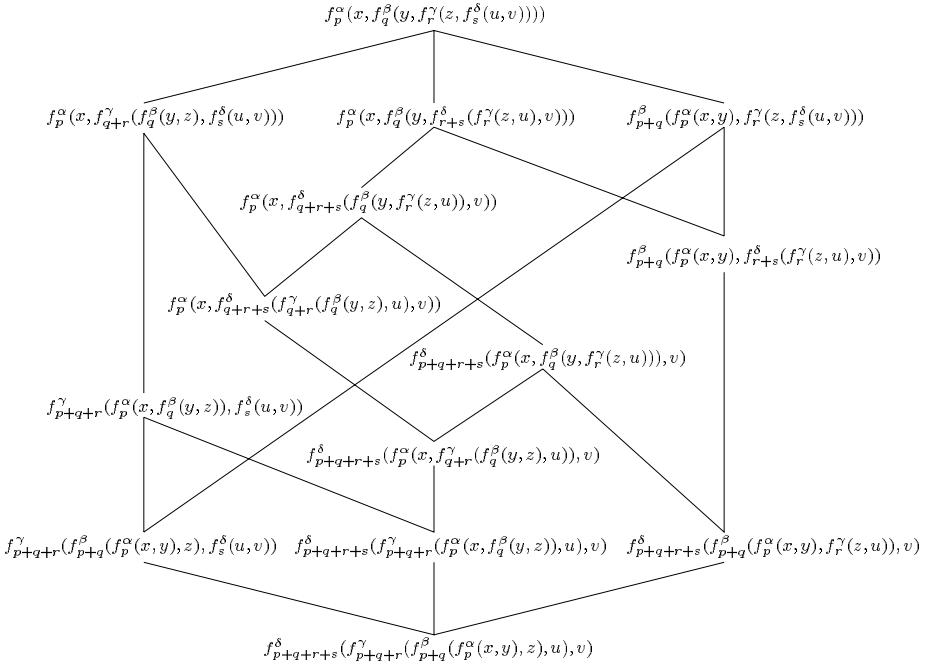 f_p^α(x, f_q^β(y, f_r^γ(z, f_s^δ(u, v))))
f_p^α(x, f_{q+r}^γ(f_q^β(y, z), f_s^δ(u, v))) f_p^α(x, f_q^β(y, f_{r+s}^δ(f_r^γ(z, u), v))) f_{p+q}^β(f_p^α(x, y), f_r^γ(z, f_s^δ(u, v)))
f_p^α(x, f_{q+r+s}^δ(f_q^β(y, f_r^γ(z, u)), v))
f_{p+q}^β(f_p^α(x, y), f_{r+s}^δ(f_r^γ(z, u), v))
f_p^α(x, f_{q+r+s}^δ(f_{q+r}^γ(f_q^β(y, z), u), v))
f_{p+q+r+s}^δ(f_p^α(x, f_q^β(y, f_r^γ(z, u))), v)
f_{p+q+r}^γ(f_p^α(x, f_q^β(y, z)), f_s^δ(u, v))
f_{p+q+r+s}^δ(f_p^α(x, f_{q+r}^γ(f_q^β(y, z), u)), v)
f_{p+q+r}^γ(f_{p+q}^β(f_p^α(x, y), z), f_s^δ(u, v)) f_{p+q+r+s}^δ(f_{p+q+r}^γ(f_p^α(x, f_q^β(y, z)), u), v) f_{p+q+r+s}^δ(f_{p+q}^β(f_p^α(x, y), f_r^γ(z, u)), v)
f_{p+q+r+s}^δ(f_{p+q+r}^γ(f_{p+q}^β(f_p^α(x, y), z), u), v)